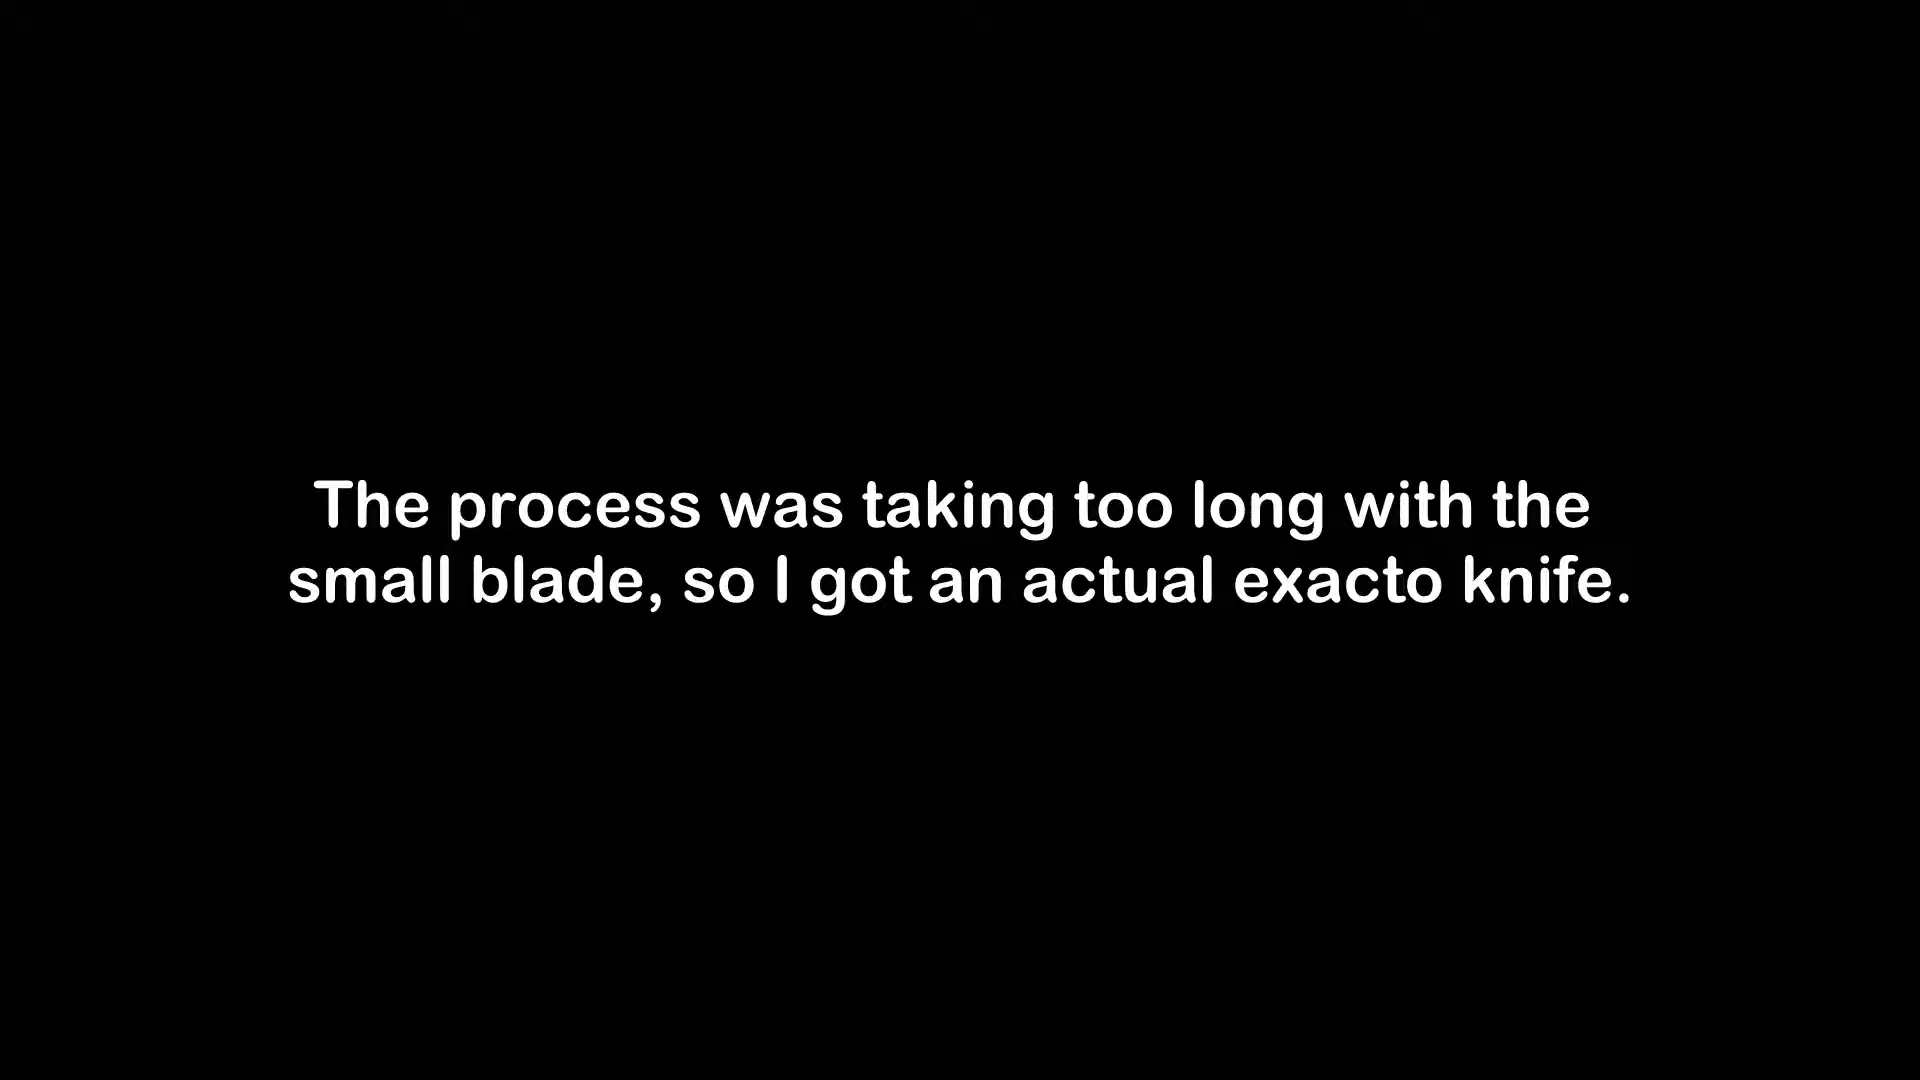 The process was taking too long with the
small blade, so I got an actual exacto knife.